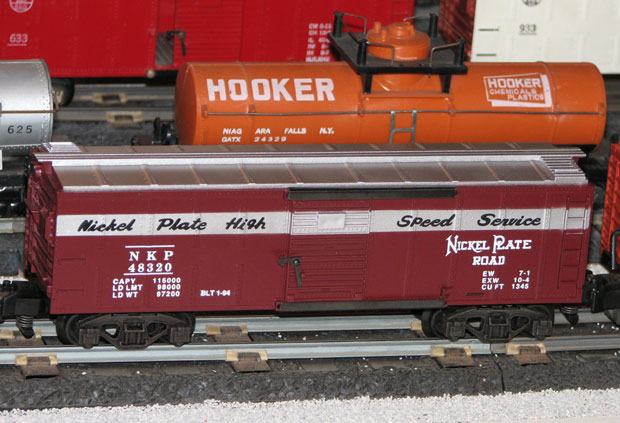 633
933
625
HOOKER
HOOKER
CHEMICALS
PLASTICS
NIAG ARA FALLS N.Y.
GATX 24329
Nickel Plate High Speed Service
NKP
48320
CAPY 115000
LD LMT 98000
LD WT 97200
BLT 1-94
NICKEL PLATE
ROAD
EW 7-1
EXW 10-4
CU FT 1345